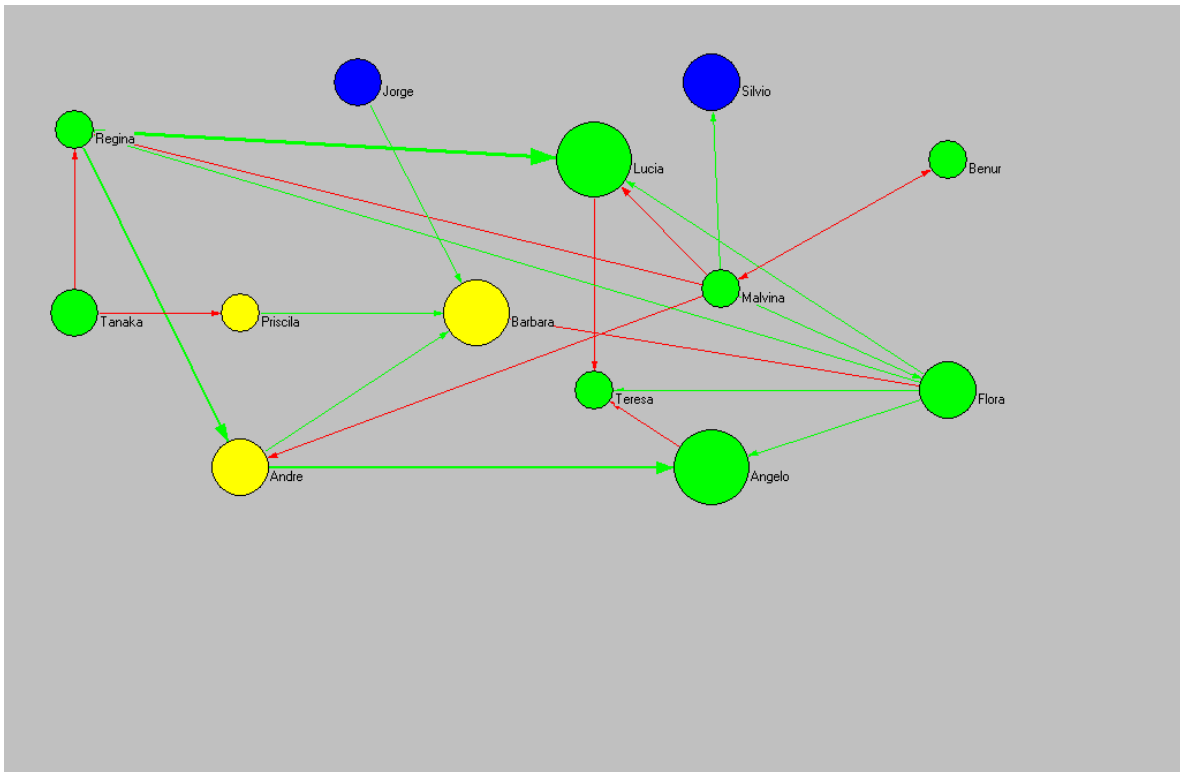 Jorge
Silvio
Regina
Lucia
Benur
Malvina
Tanaka
Priscila
Barbara
Teresa
Flora
Andre
Angelo